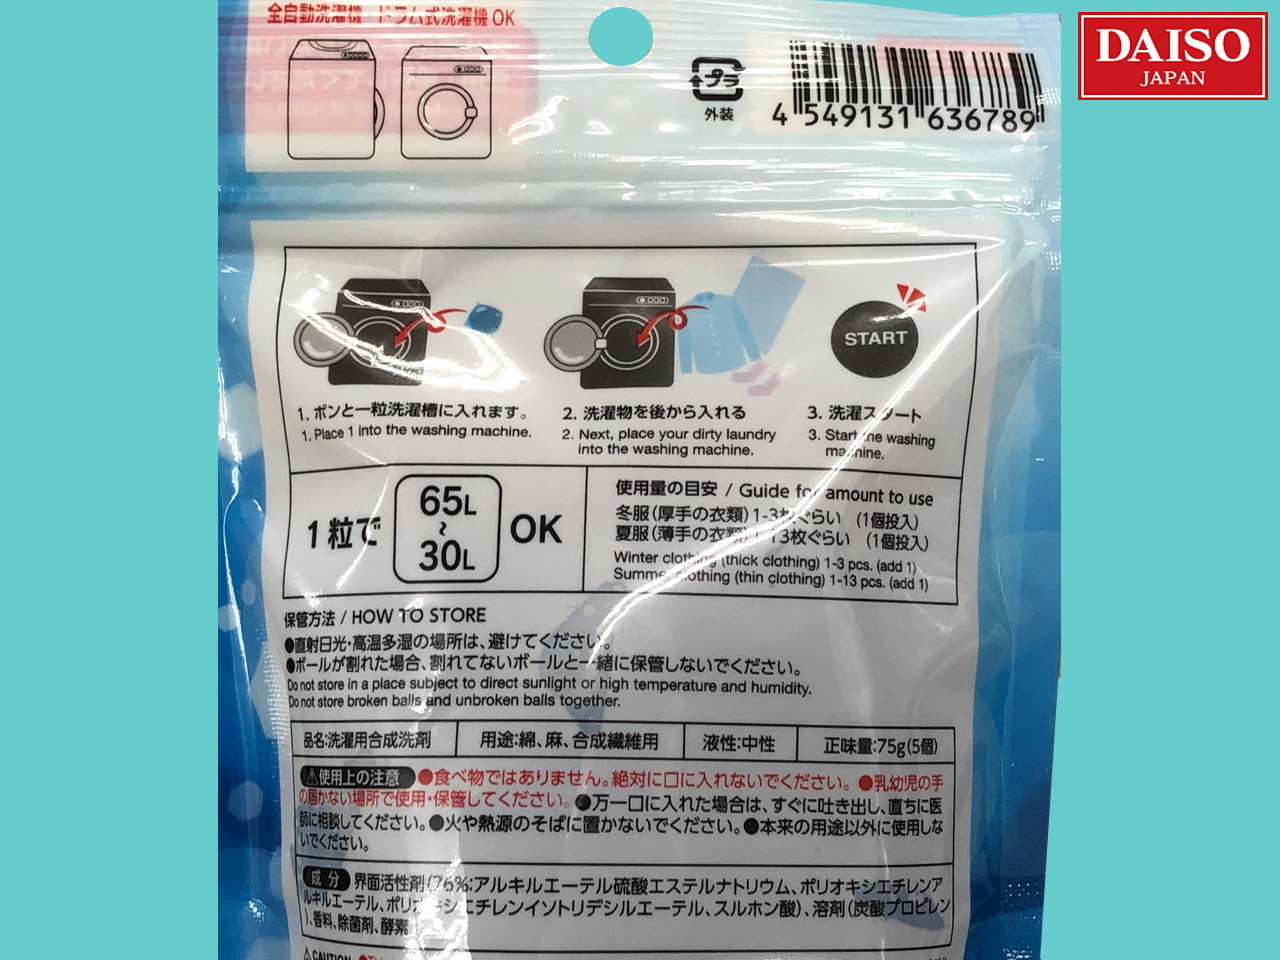 全自動洗濯機・ドラム式洗濯機 OK
プラ
外装
4 549131 636789
DAISO
JAPAN
START
1. ポンと一粒洗濯槽に入れます。
1. Place 1 into the washing machine.
2. 洗濯物を後から入れる
2. Next, place your dirty laundry
into the washing machine.
3. 洗濯スタート
3. Start the washing
machine.
1粒で
65L
~
30L
OK
使用量の目安 / Guide for amount to use
冬服(厚手の衣類)1-3枚ぐらい (1個投入)
夏服(薄手の衣類)1-13枚ぐらい (1個投入)
Winter clothing (thick clothing) 1-3 pcs. (add 1)
Summer clothing (thin clothing) 1-13 pcs. (add 1)
保管方法 / HOW TO STORE
●直射日光・高温多湿の場所は、避けてください。
●ボールが割れた場合、割れてないボールと一緒に保管しないでください。
Do not store in a place subject to direct sunlight or high temperature and humidity.
Do not store broken balls and unbroken balls together.
品名:洗濯用合成洗剤
用途:綿、麻、合成繊維用
液性:中性
正味量:75g(5個)
⚠使用上の注意 ●食べ物ではありません。絶対に口に入れないでください。●乳幼児の手
の届かない場所で使用・保管してください。●万一口に入れた場合は、すぐに吐き出し、直ちに医
師に相談してください。●火や熱源のそばに置かないでください。●本来の用途以外に使用しな
いでください。
成分 界面活性剤(76%:アルキルエーテル硫酸エステルナトリウム、ポリオキシエチレンア
ルキルエーテル、ポリオキシエチレンイソトリデシルエーテル、スルホン酸)、溶剤(炭酸プロピレン
)、香料、除菌剤、酵素
⚠CAUTION